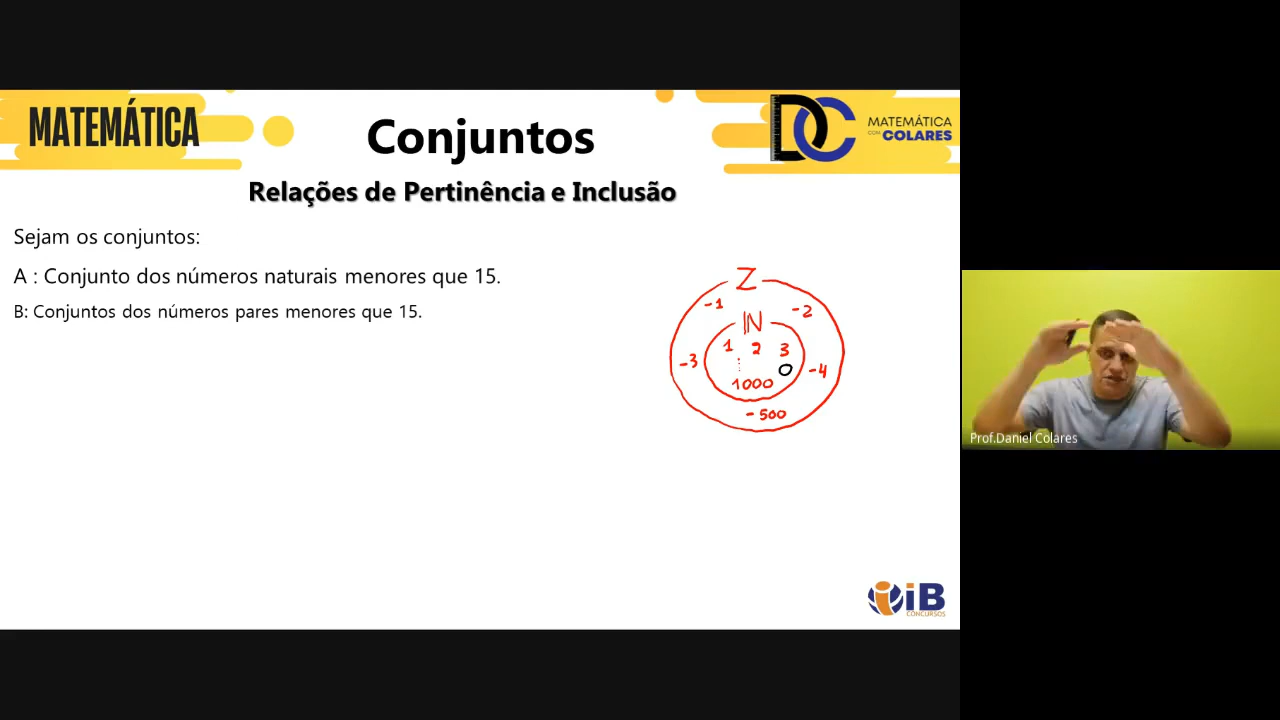 MATEMÁTICA
Conjuntos
MATEMÁTICA
COM COLARES
Relações de Pertinência e Inclusão
Sejam os conjuntos:
A : Conjunto dos números naturais menores que 15.
B: Conjuntos dos números pares menores que 15.
Z
-1 -2
IN
1 2 3
-3 0 -4
1000
-500
Prof.Daniel Colares
iB
CONCURSOS